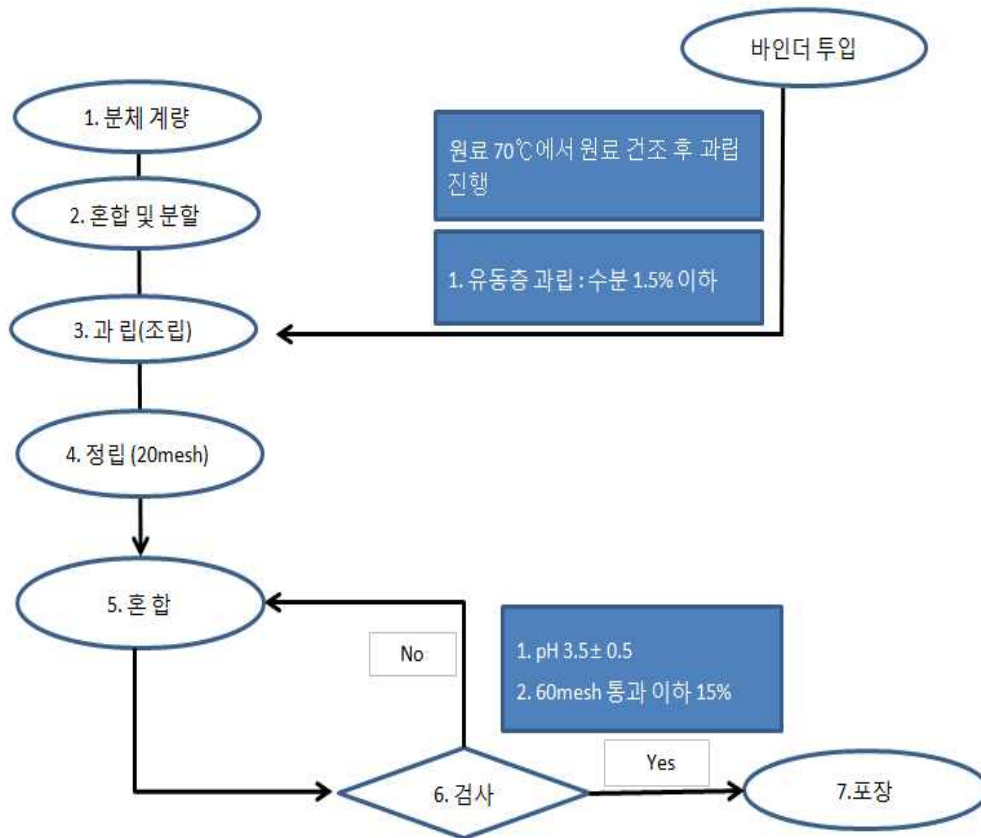 바인더 투입
1. 분체 계량
원료 70℃에서 원료 건조 후 과립
진행
2. 혼합 및 분할
1. 유동층 과립 : 수분 1.5% 이하
3. 과 립(조립)
4. 정립 (20mesh)
5. 혼 합
No
1. pH 3.5± 0.5
2. 60mesh 통과 이하 15%
Yes
6. 검사
7.포장